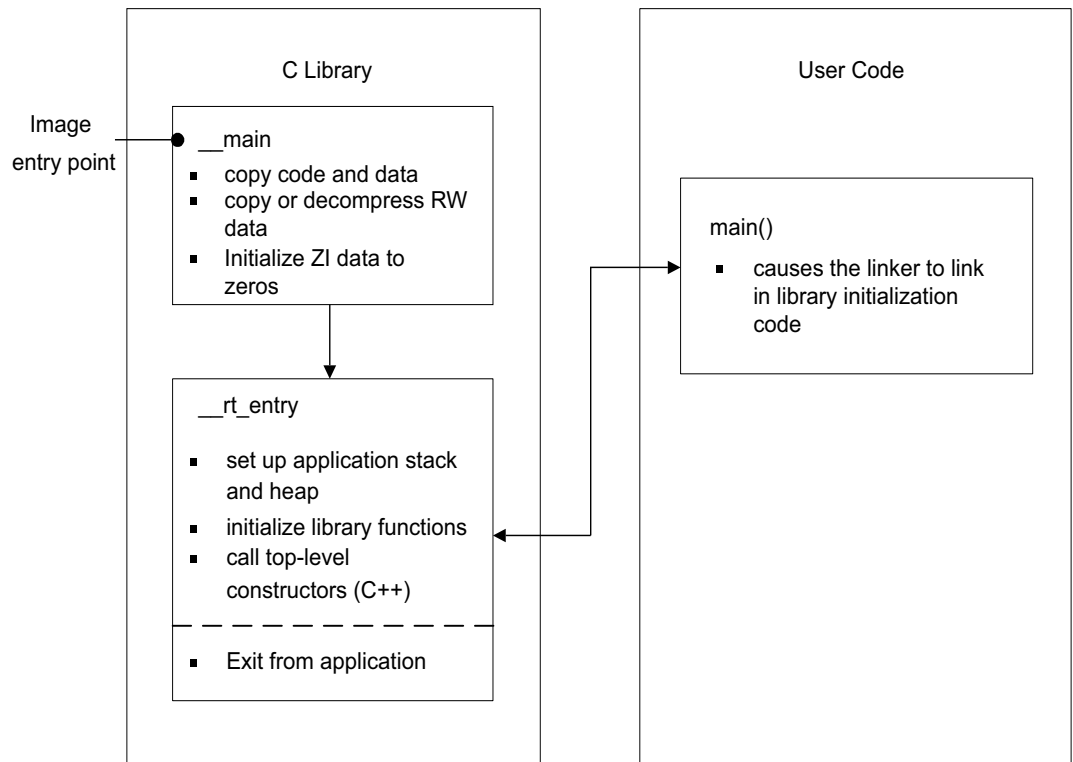 C Library
User Code
Image
entry point
__main
▪ copy code and data
▪ copy or decompress RW
data
▪ Initialize ZI data to
zeros
main()
▪ causes the linker to link
in library initialization
code
__rt_entry
▪ set up application stack
and heap
▪ initialize library functions
▪ call top-level
constructors (C++)
▪ Exit from application